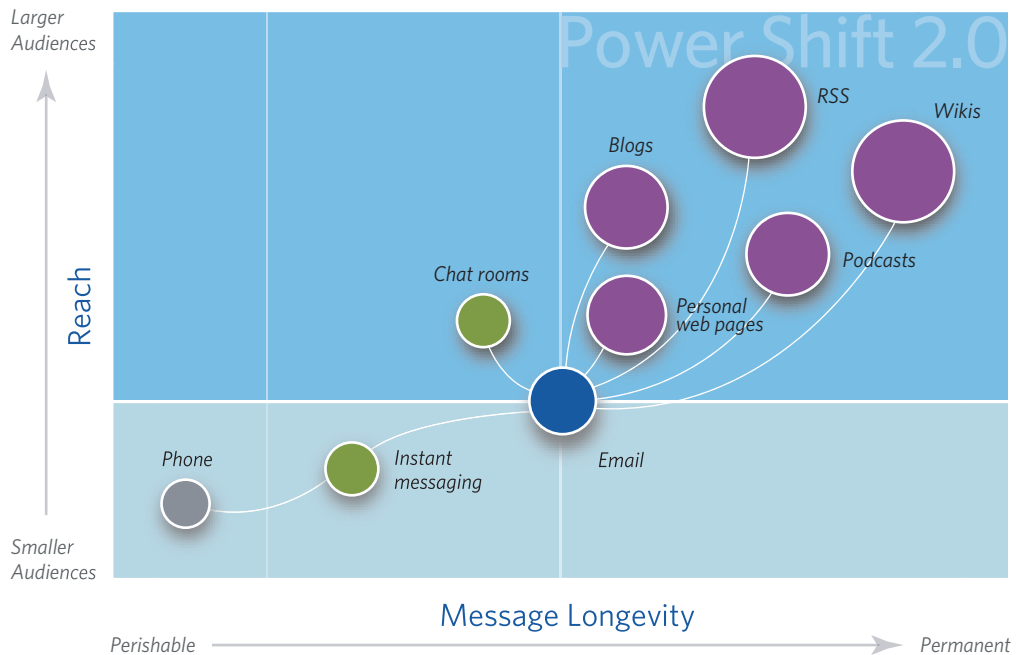 Larger
Audiences
Power Shift 2.0
RSS
Wikis
Blogs
Podcasts
Chat rooms
Personal
web pages
Reach
Phone
Instant
messaging
Email
Smaller
Audiences
Message Longevity
Perishable
Permanent